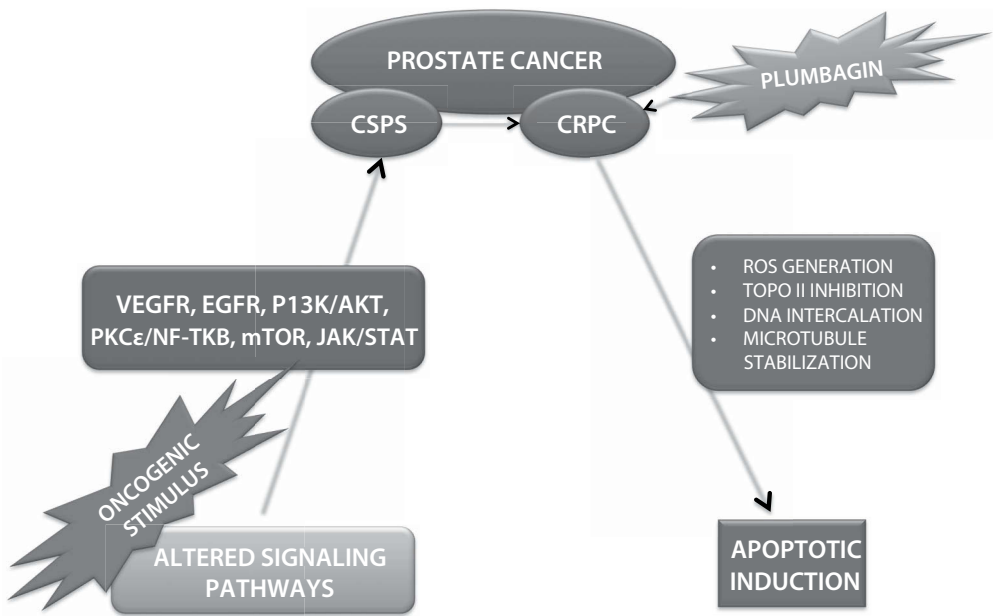 PROSTATE CANCER
CSPS
CRPC
PLUMBAGIN
VEGFR, EGFR, P13K/AKT,
PKCε/NF-TKB, mTOR, JAK/STAT
• ROS GENERATION
• TOPO II INHIBITION
• DNA INTERCALATION
• MICROTUBULE
STABILIZATION
ONCOGENIC
STIMULUS
ALTERED SIGNALING
PATHWAYS
APOPTOTIC
INDUCTION